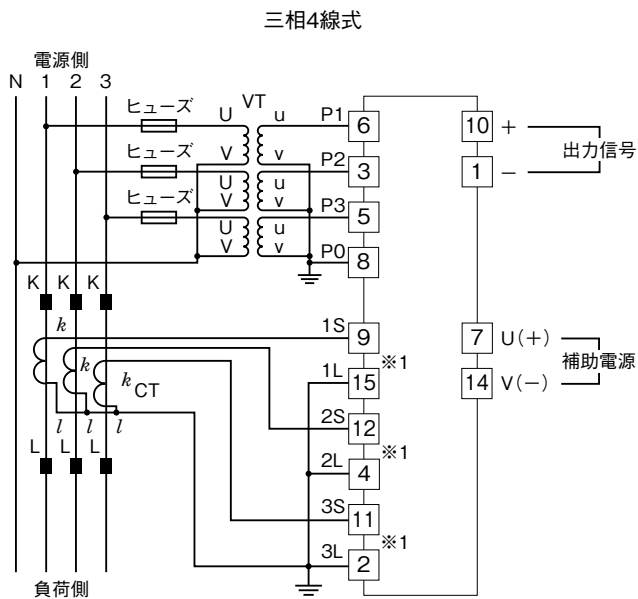 三相4線式
電源側
N 1 2 3
ヒューズ
VT
U u P1 6
V v
10 +
出力信号
ヒューズ
P2 3
1 −
U u
V v
ヒューズ
P3 5
U u
V v
P0 8
K K K
k
1S 9
※1
7 U(+)
補助電源
k
k CT
1L 15
14 V(−)
l l l
2S 12
※1
L L L
2L 4
3S 11
※1
3L 2
負荷側